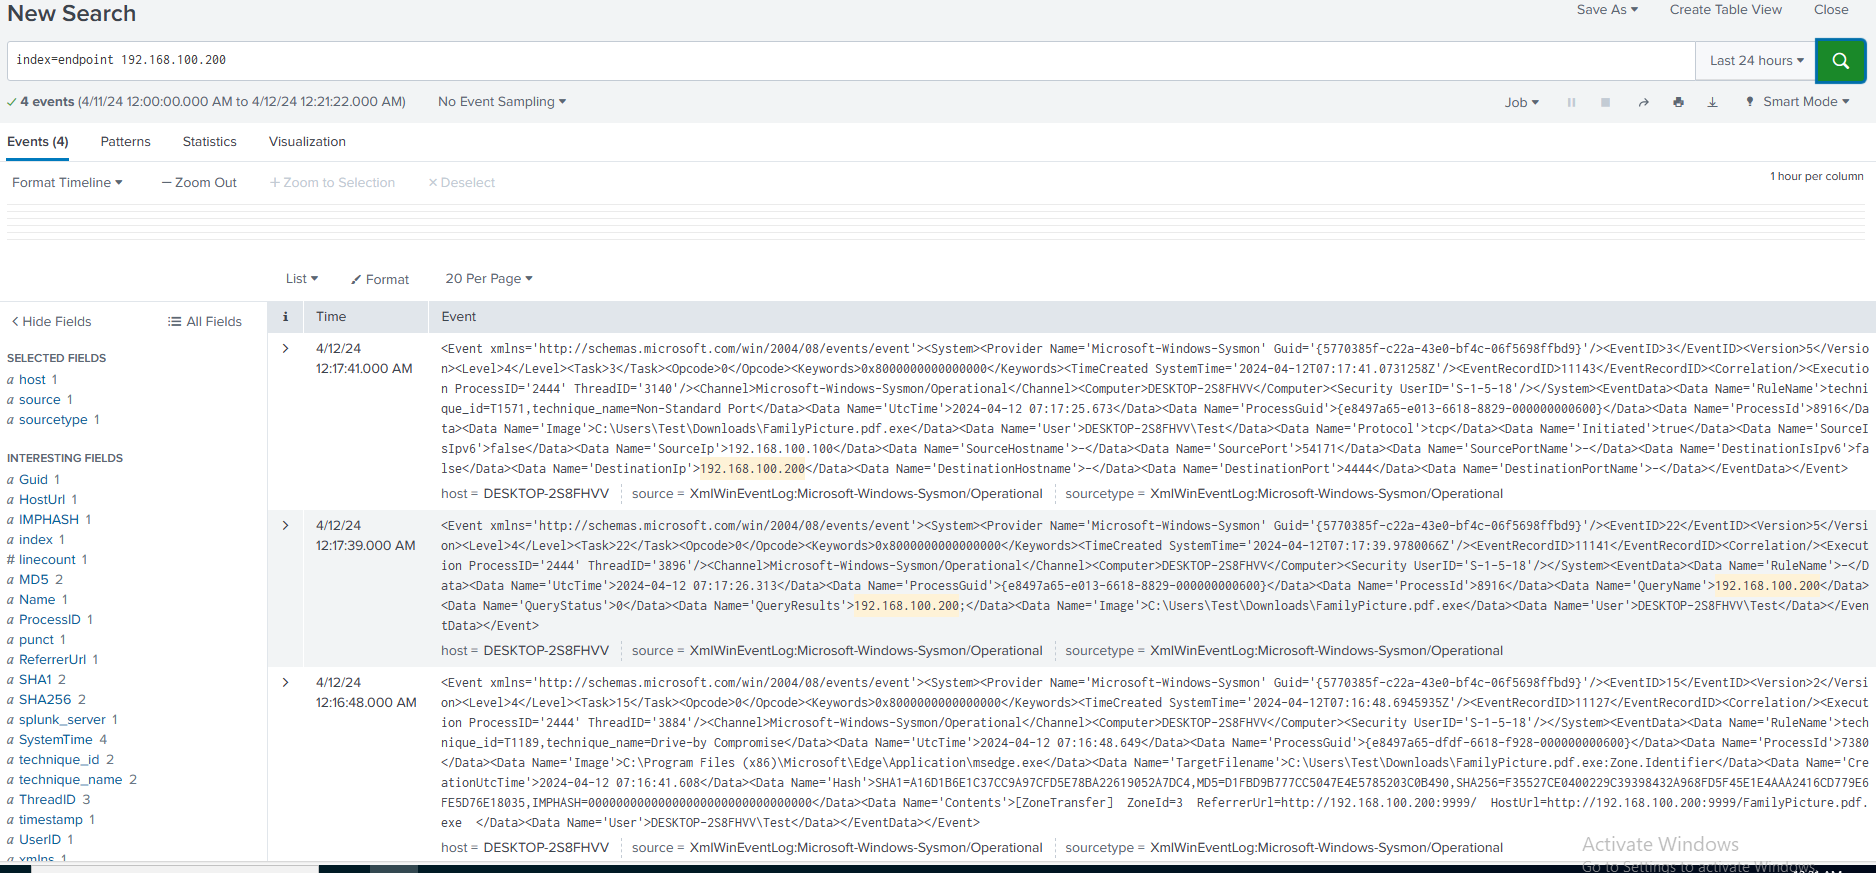 New Search
Save As
Create Table View
Close
index=endpoint 192.168.100.200
Last 24 hours
4 events (4/11/24 12:00:00.000 AM to 4/12/24 12:21:22.000 AM)
No Event Sampling
Job
Smart Mode
Events (4)
Patterns
Statistics
Visualization
Format Timeline
— Zoom Out
+ Zoom to Selection
× Deselect
1 hour per column
List
Format
20 Per Page
< Hide Fields
All Fields
SELECTED FIELDS
a host 1
a source 1
a sourcetype 1
INTERESTING FIELDS
a Guid 1
a HostUrl 1
a IMPHASH 1
a index 1
# linecount 1
a MD5 2
a Name 1
a ProcessID 1
a punct 1
a ReferrerUrl 1
a SHA1 2
a SHA256 2
a splunk_server 1
a SystemTime 4
a technique_id 2
a technique_name 2
a ThreadID 3
a timestamp 1
a UserID 1
a xmlns 1
i
Time
Event
4/12/24
12:17:41.000 AM
<Event xmlns='http://schemas.microsoft.com/win/2004/08/events/event'><System><Provider Name='Microsoft-Windows-Sysmon' Guid='{5770385f-c22a-43e0-bf4c-06f5698ffbd9}'/><EventID>3</EventID><Version>5</Versio
n><Level>4</Level><Task>3</Task><Opcode>0</Opcode><Keywords>0x8000000000000000</Keywords><TimeCreated SystemTime='2024-04-12T07:17:41.0731258Z'/><EventRecordID>11143</EventRecordID><Correlation/><Executio
n ProcessID='2444' ThreadID='3140'/><Channel>Microsoft-Windows-Sysmon/Operational</Channel><Computer>DESKTOP-2S8FHVV</Computer><Security UserID='S-1-5-18'/></System><EventData><Data Name='RuleName'>techni
que_id=T1571,technique_name=Non-Standard Port</Data><Data Name='UtcTime'>2024-04-12 07:17:25.673</Data><Data Name='ProcessGuid'>{e8497a65-e013-6618-8829-000000000600}</Data><Data Name='ProcessId'>8916</Da
ta><Data Name='Image'>C:\Users\Test\Downloads\FamilyPicture.pdf.exe</Data><Data Name='User'>DESKTOP-2S8FHVV\Test</Data><Data Name='Protocol'>tcp</Data><Data Name='Initiated'>true</Data><Data Name='SourceI
sIpv6'>false</Data><Data Name='SourceIp'>192.168.100.100</Data><Data Name='SourceHostname'>-</Data><Data Name='SourcePort'>54171</Data><Data Name='SourcePortName'>-</Data><Data Name='DestinationIsIpv6'>fa
lse</Data><Data Name='DestinationIp'>192.168.100.200</Data><Data Name='DestinationHostname'>-</Data><Data Name='DestinationPort'>4444</Data><Data Name='DestinationPortName'>-</Data></EventData></Event>
host = DESKTOP-2S8FHVV source = XmlWinEventLog:Microsoft-Windows-Sysmon/Operational sourcetype = XmlWinEventLog:Microsoft-Windows-Sysmon/Operational
4/12/24
12:17:39.000 AM
<Event xmlns='http://schemas.microsoft.com/win/2004/08/events/event'><System><Provider Name='Microsoft-Windows-Sysmon' Guid='{5770385f-c22a-43e0-bf4c-06f5698ffbd9}'/><EventID>22</EventID><Version>5</Versi
on><Level>4</Level><Task>22</Task><Opcode>0</Opcode><Keywords>0x8000000000000000</Keywords><TimeCreated SystemTime='2024-04-12T07:17:39.9780066Z'/><EventRecordID>11141</EventRecordID><Correlation/><Execut
ion ProcessID='2444' ThreadID='3896'/><Channel>Microsoft-Windows-Sysmon/Operational</Channel><Computer>DESKTOP-2S8FHVV</Computer><Security UserID='S-1-5-18'/></System><EventData><Data Name='RuleName'>-</D
ata><Data Name='UtcTime'>2024-04-12 07:17:26.313</Data><Data Name='ProcessGuid'>{e8497a65-e013-6618-8829-000000000600}</Data><Data Name='ProcessId'>8916</Data><Data Name='QueryName'>192.168.100.200</Data>
<Data Name='QueryStatus'>0</Data><Data Name='QueryResults'>192.168.100.200;</Data><Data Name='Image'>C:\Users\Test\Downloads\FamilyPicture.pdf.exe</Data><Data Name='User'>DESKTOP-2S8FHVV\Test</Data></Even
tData></Event>
host = DESKTOP-2S8FHVV source = XmlWinEventLog:Microsoft-Windows-Sysmon/Operational sourcetype = XmlWinEventLog:Microsoft-Windows-Sysmon/Operational
4/12/24
12:16:48.000 AM
<Event xmlns='http://schemas.microsoft.com/win/2004/08/events/event'><System><Provider Name='Microsoft-Windows-Sysmon' Guid='{5770385f-c22a-43e0-bf4c-06f5698ffbd9}'/><EventID>15</EventID><Version>2</Versi
on><Level>4</Level><Task>15</Task><Opcode>0</Opcode><Keywords>0x8000000000000000</Keywords><TimeCreated SystemTime='2024-04-12T07:16:48.6945935Z'/><EventRecordID>11127</EventRecordID><Correlation/><Execut
ion ProcessID='2444' ThreadID='3884'/><Channel>Microsoft-Windows-Sysmon/Operational</Channel><Computer>DESKTOP-2S8FHVV</Computer><Security UserID='S-1-5-18'/></System><EventData><Data Name='RuleName'>tech
nique_id=T1189,technique_name=Drive-by Compromise</Data><Data Name='UtcTime'>2024-04-12 07:16:48.649</Data><Data Name='ProcessGuid'>{e8497a65-dfdf-6618-f928-000000000600}</Data><Data Name='ProcessId'>7380
</Data><Data Name='Image'>C:\Program Files (x86)\Microsoft\Edge\Application\msedge.exe</Data><Data Name='TargetFilename'>C:\Users\Test\Downloads\FamilyPicture.pdf.exe:Zone.Identifier</Data><Data Name='Cre
ationUtcTime'>2024-04-12 07:16:41.608</Data><Data Name='Hash'>SHA1=A16D1B6E1C37CC9A97CFD5E78BA22619052A7DC4,MD5=D1FBD9B777CC5047E4E5785203C0B490,SHA256=F35527CE0400229C39398432A968FD5F45E1E4AAA2416CD779E6
FE5D76E18035,IMPHASH=00000000000000000000000000000000</Data><Data Name='Contents'>[ZoneTransfer] ZoneId=3 ReferrerUrl=http://192.168.100.200:9999/ HostUrl=http://192.168.100.200:9999/FamilyPicture.pdf.
exe </Data><Data Name='User'>DESKTOP-2S8FHVV\Test</Data></EventData></Event>
host = DESKTOP-2S8FHVV source = XmlWinEventLog:Microsoft-Windows-Sysmon/Operational sourcetype = XmlWinEventLog:Microsoft-Windows-Sysmon/Operational
Activate Windows
Go to Settings to activate Windows.